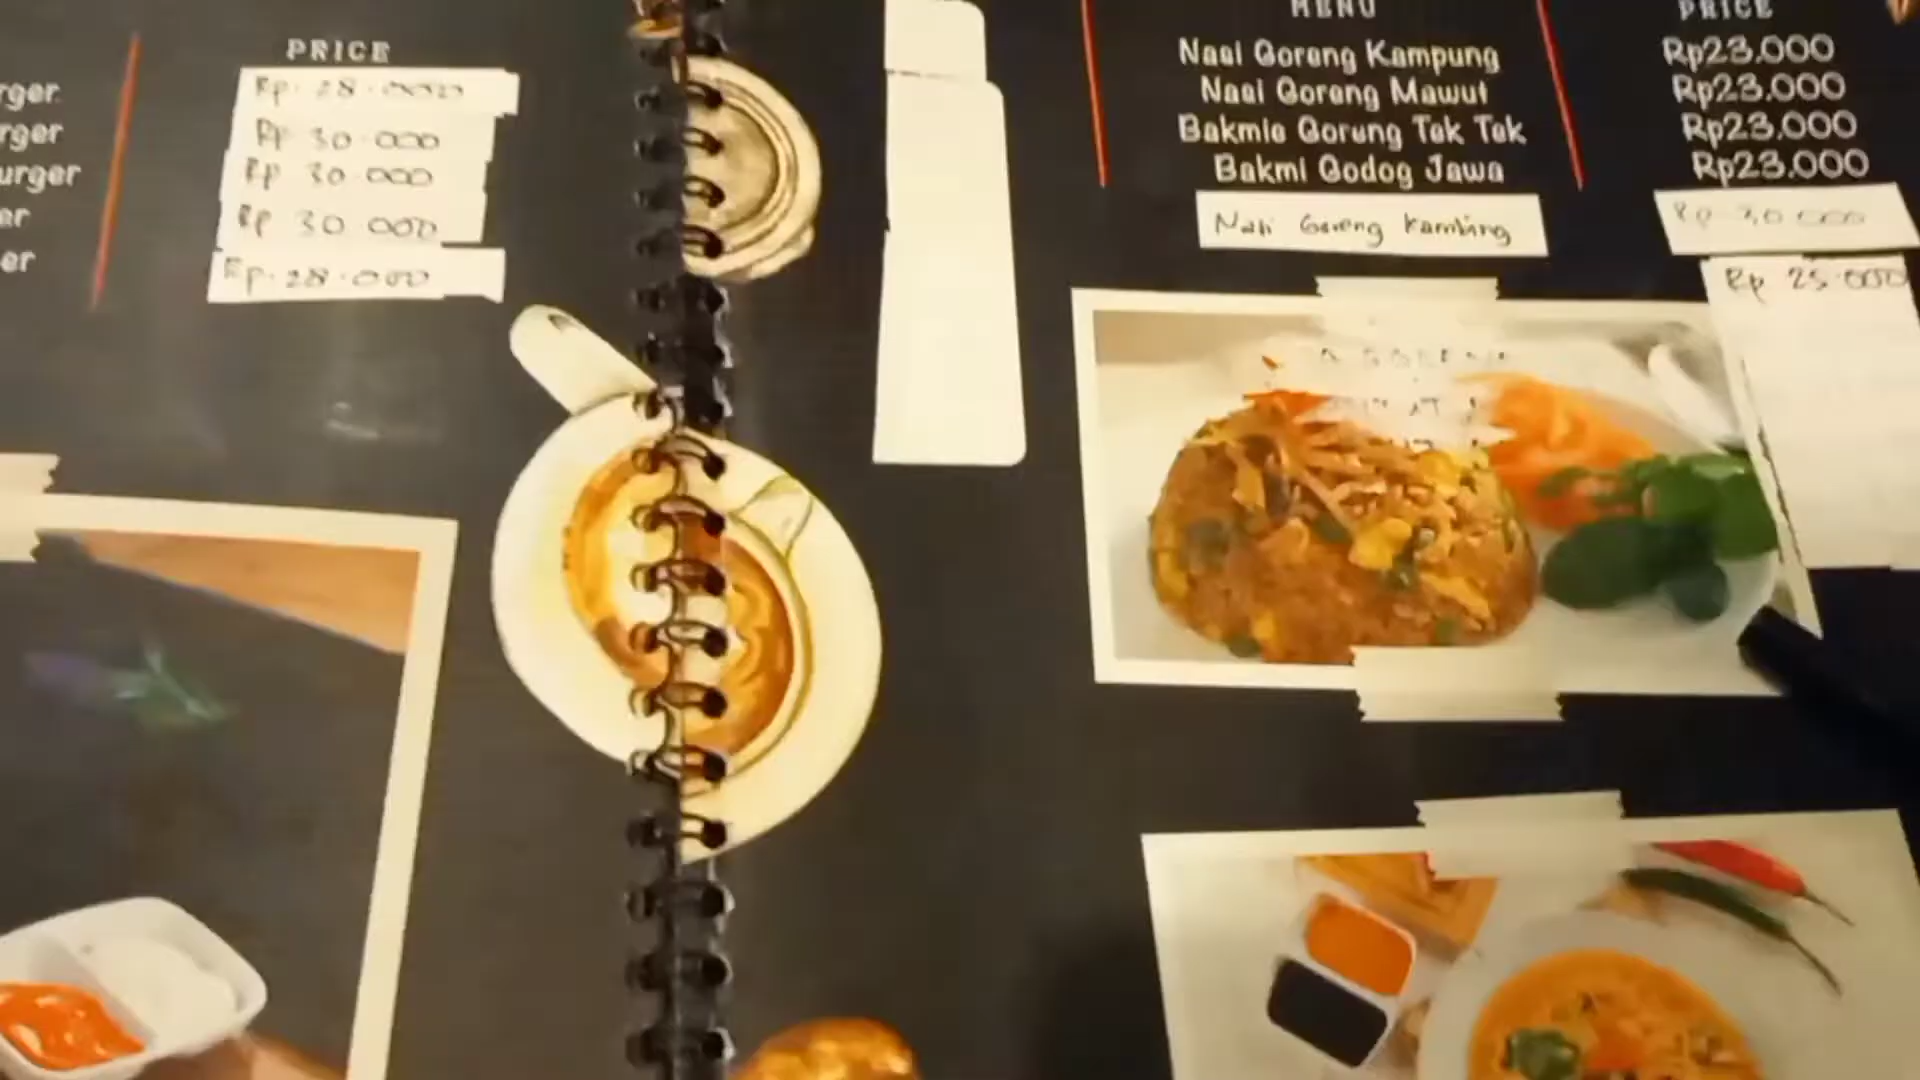 PRICE
rger
Rp. 28.000
rger
Rp 30.000
urger
Rp 30.000
er
Rp 30.000
er
Rp. 28.000
MENU
PRICE
Nasi Goreng Kampung
Rp23.000
Nasi Goreng Mawut
Rp23.000
Bakmie Goreng Tek Tek
Rp23.000
Bakmi Godog Jawa
Rp23.000
Nasi Goreng Kambing
Rp 30.000
Rp 25.000